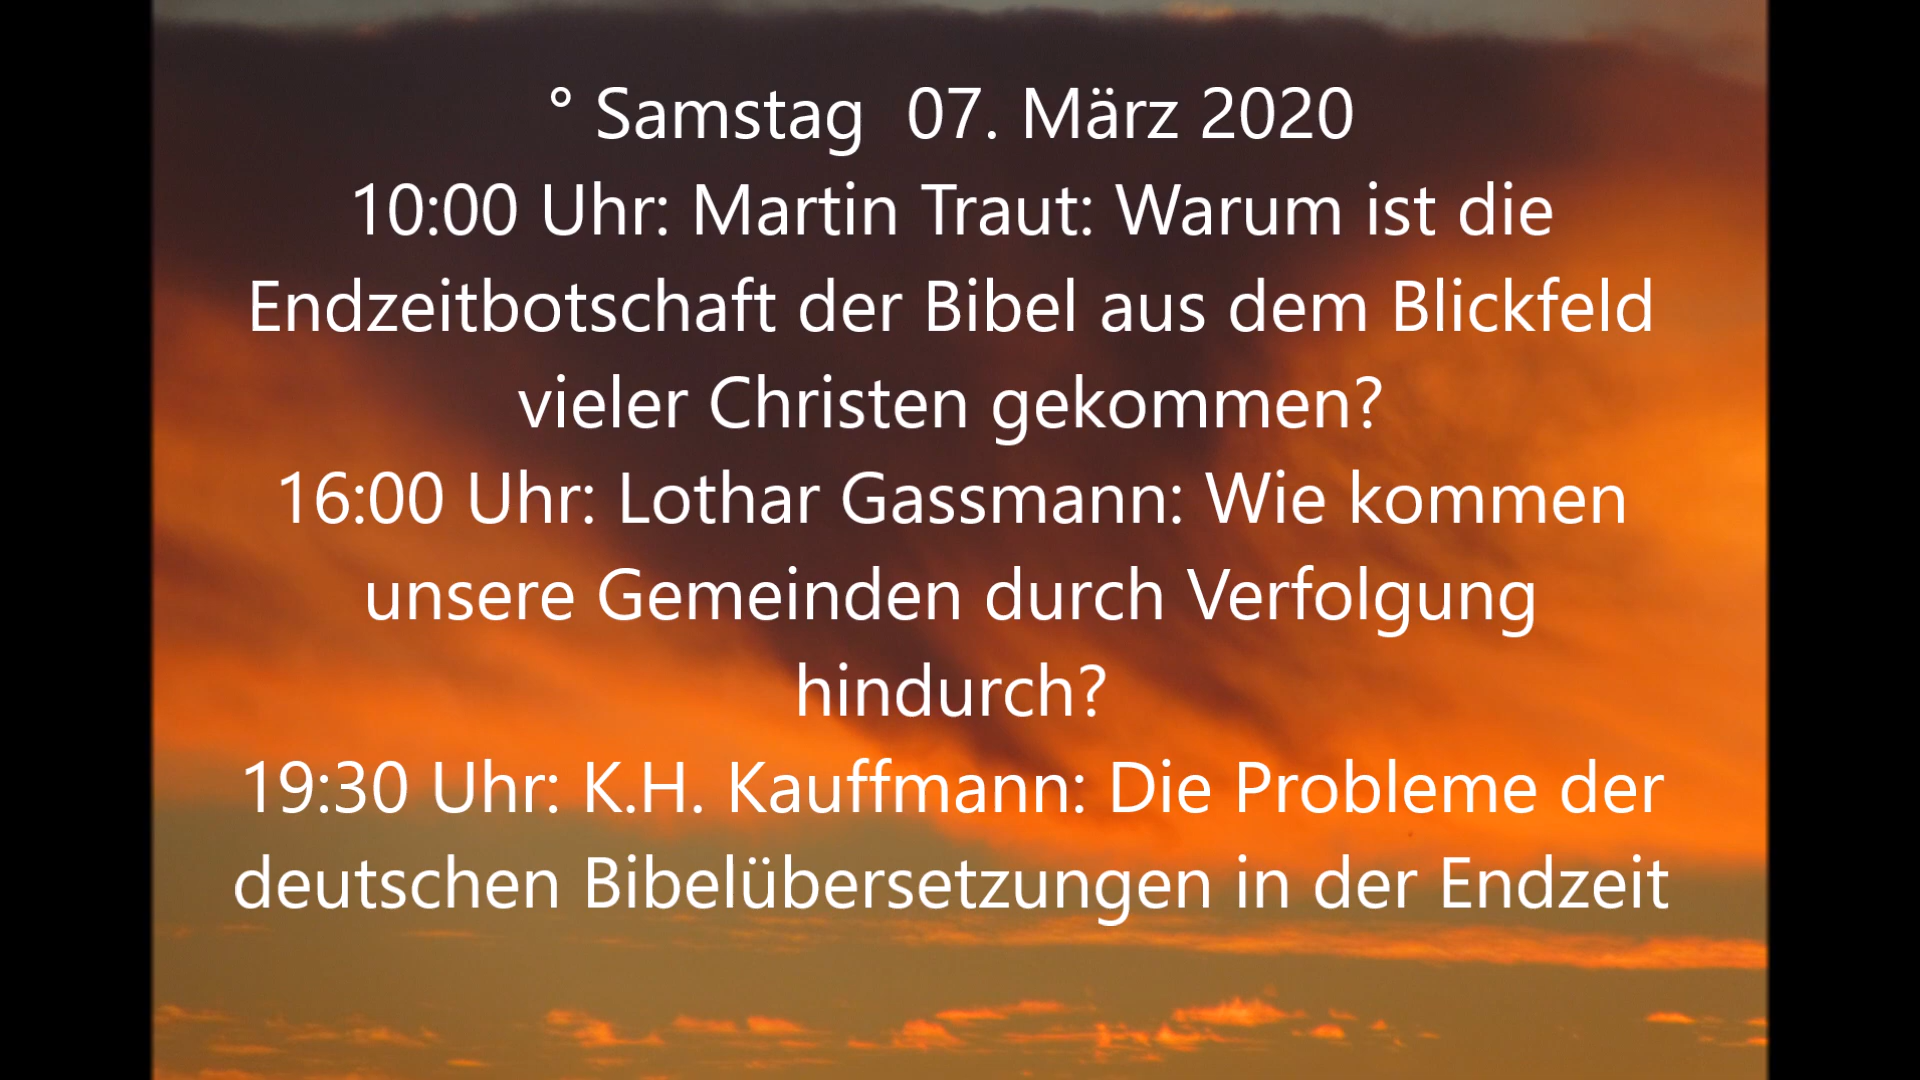 ° Samstag  07. März 2020
10:00 Uhr: Martin Traut: Warum ist die
Endzeitbotschaft der Bibel aus dem Blickfeld
vieler Christen gekommen?
16:00 Uhr: Lothar Gassmann: Wie kommen
unsere Gemeinden durch Verfolgung
hindurch?
19:30 Uhr: K.H. Kauffmann: Die Probleme der
deutschen Bibelübersetzungen in der Endzeit